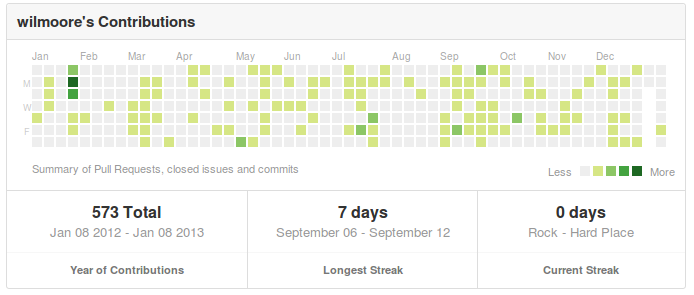 wilmoore's Contributions
Jan Feb Mar Apr May Jun Jul Aug Sep Oct Nov Dec
M
W
F
Summary of Pull Requests, closed issues and commits
Less More
573 Total
Jan 08 2012 - Jan 08 2013
Year of Contributions
7 days
September 06 - September 12
Longest Streak
0 days
Rock - Hard Place
Current Streak